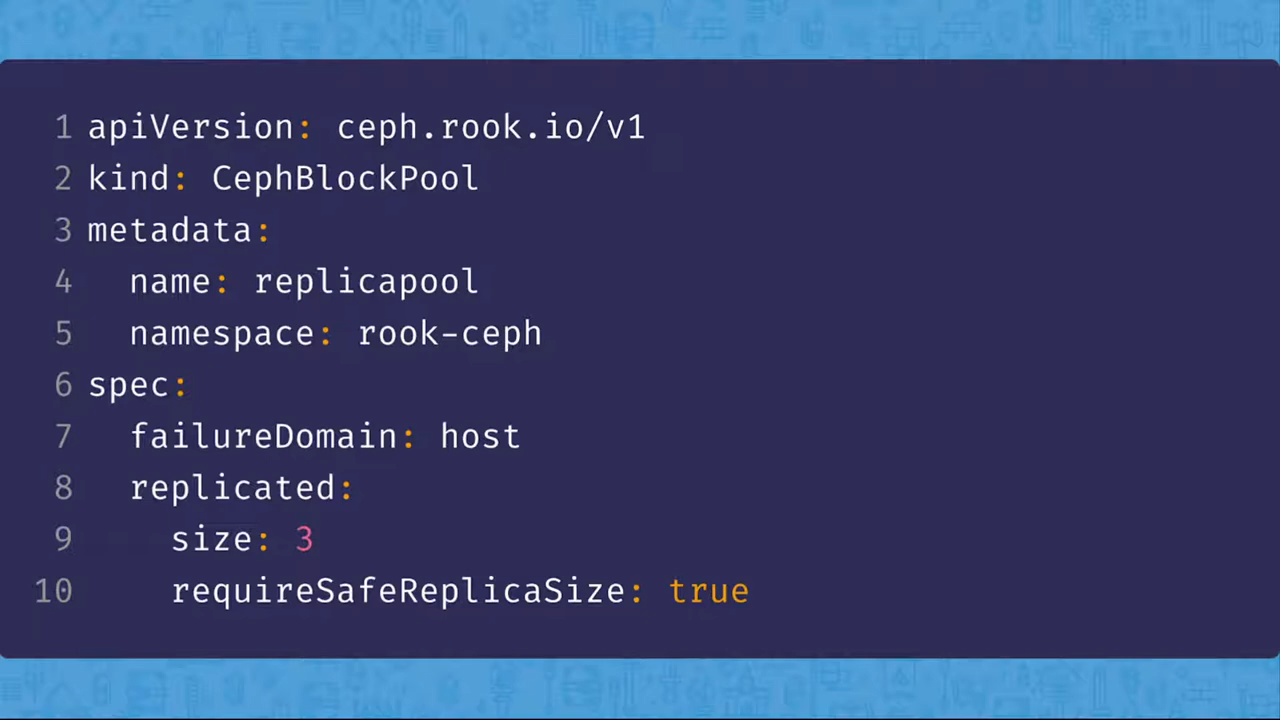 1 apiVersion: ceph.rook.io/v1
2 kind: CephBlockPool
3 metadata:
4   name: replicapool
5   namespace: rook-ceph
6 spec:
7   failureDomain: host
8   replicated:
9     size: 3
10     requireSafeReplicaSize: true